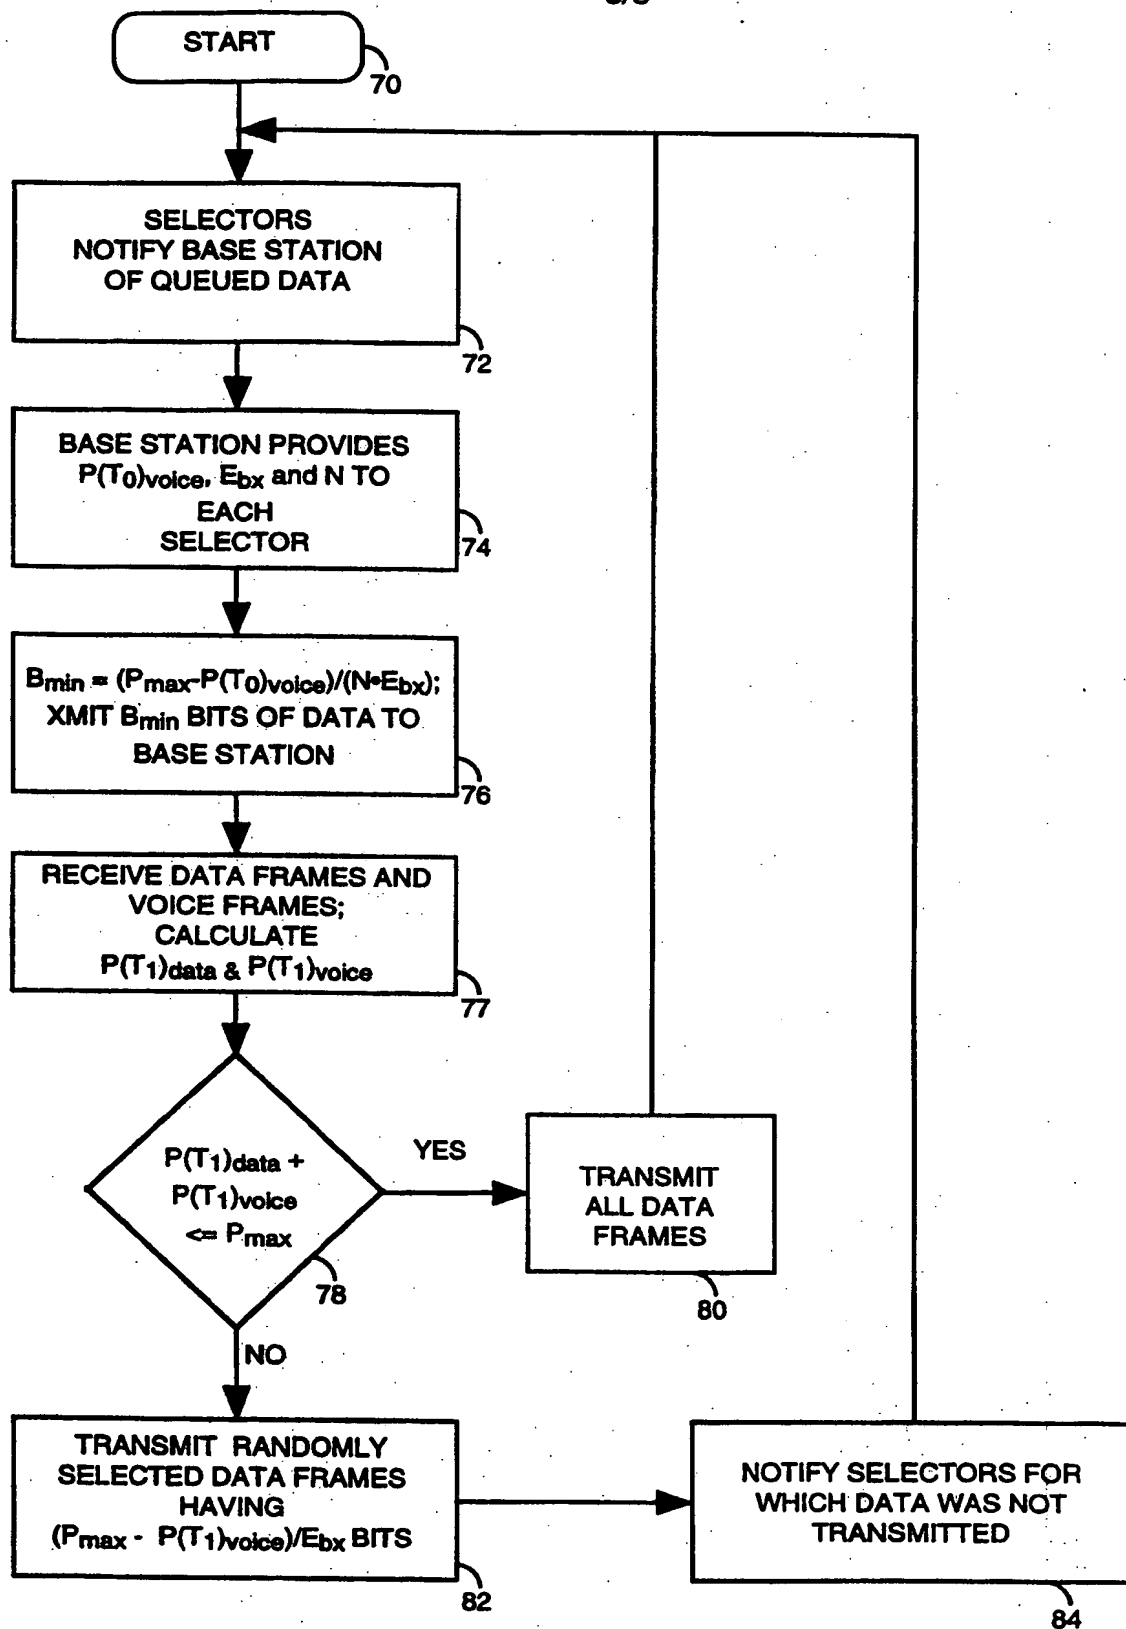 START
70
SELECTORS
NOTIFY BASE STATION
OF QUEUED DATA
72
BASE STATION PROVIDES
P(T0)voice, Ebx and N TO
EACH
SELECTOR
74
Bmin = (Pmax-P(T0)voice)/(N•Ebx);
XMIT Bmin BITS OF DATA TO
BASE STATION
76
RECEIVE DATA FRAMES AND
VOICE FRAMES;
CALCULATE
P(T1)data & P(T1)voice
77
P(T1)data +
P(T1)voice
<= Pmax
78
YES
TRANSMIT
ALL DATA
FRAMES
80
NO
TRANSMIT RANDOMLY
SELECTED DATA FRAMES
HAVING
(Pmax - P(T1)voice)/Ebx BITS
82
NOTIFY SELECTORS FOR
WHICH DATA WAS NOT
TRANSMITTED
84